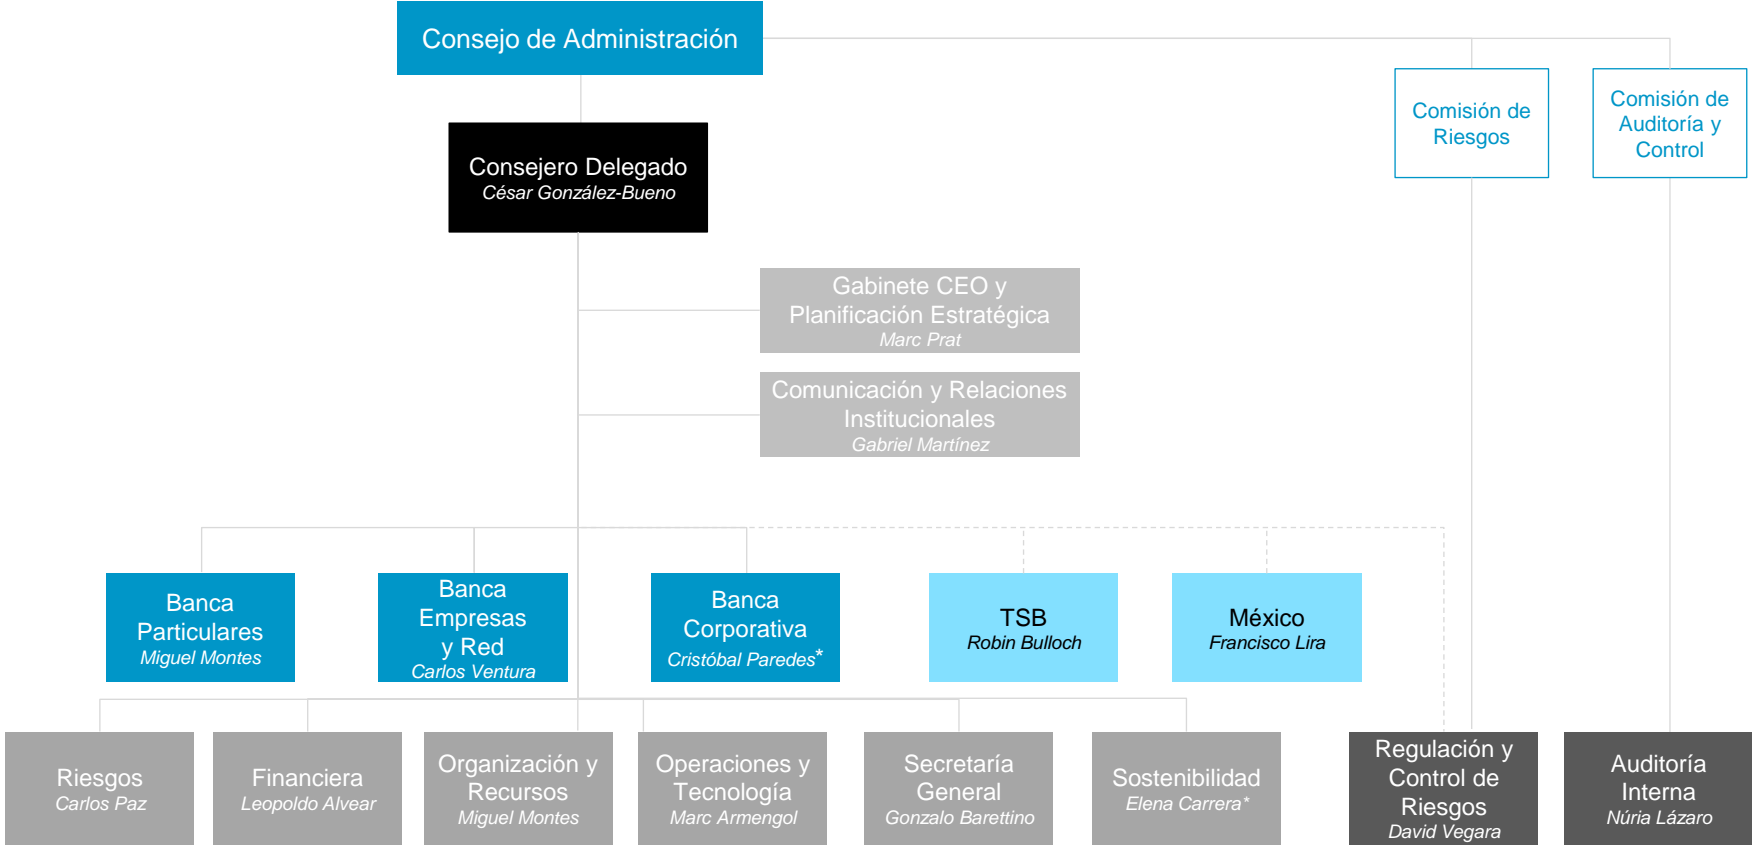 Consejo de Administración
Comisión de
Riesgos
Comisión de
Auditoría y
Control
Consejero Delegado
César González-Bueno
Gabinete CEO y
Planificación Estratégica
Marc Prat
Comunicación y Relaciones
Institucionales
Gabriel Martínez
Banca
Particulares
Miguel Montes
Banca
Empresas
y Red
Carlos Ventura
Banca
Corporativa
Cristóbal Paredes*
TSB
Robin Bulloch
México
Francisco Lira
Riesgos
Carlos Paz
Financiera
Leopoldo Alvear
Organización y
Recursos
Miguel Montes
Operaciones y
Tecnología
Marc Armengol
Secretaría
General
Gonzalo Barettino
Sostenibilidad
Elena Carrera*
Regulación y
Control de
Riesgos
David Vegara
Auditoría
Interna
Núria Lázaro